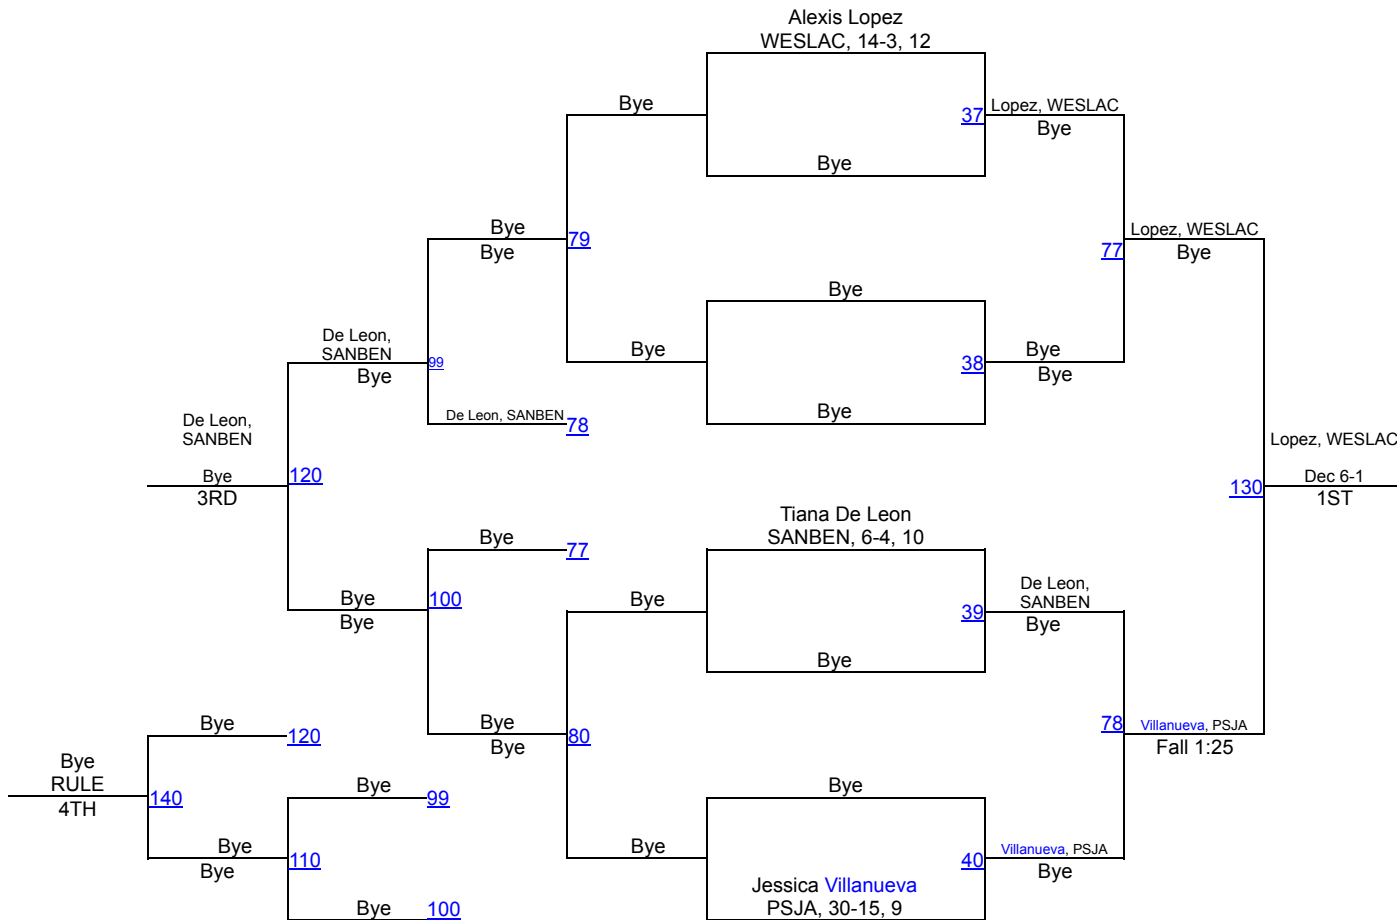 Alexis Lopez
WESLAC, 14-3, 12
Bye
37
Lopez, WESLAC
Bye
Bye
Bye
Bye
79
Lopez, WESLAC
77
Bye
Bye
De Leon,
SANBEN
Bye
99
Bye
38
Bye
Bye
Bye
De Leon, SANBEN
78
De Leon,
SANBEN
Bye
3RD
120
Lopez, WESLAC
130
Dec 6-1
1ST
Tiana De Leon
SANBEN, 6-4, 10
Bye
77
Bye
Bye
100
Bye
39
De Leon,
SANBEN
Bye
Bye
Bye
120
Bye
Bye
80
78
Villanueva, PSJA
Fall 1:25
Bye
RULE
4TH
140
Bye
99
Bye
Bye
Bye
110
Bye
40
Villanueva, PSJA
Bye
Jessica Villanueva
PSJA, 30-15, 9
Bye
100